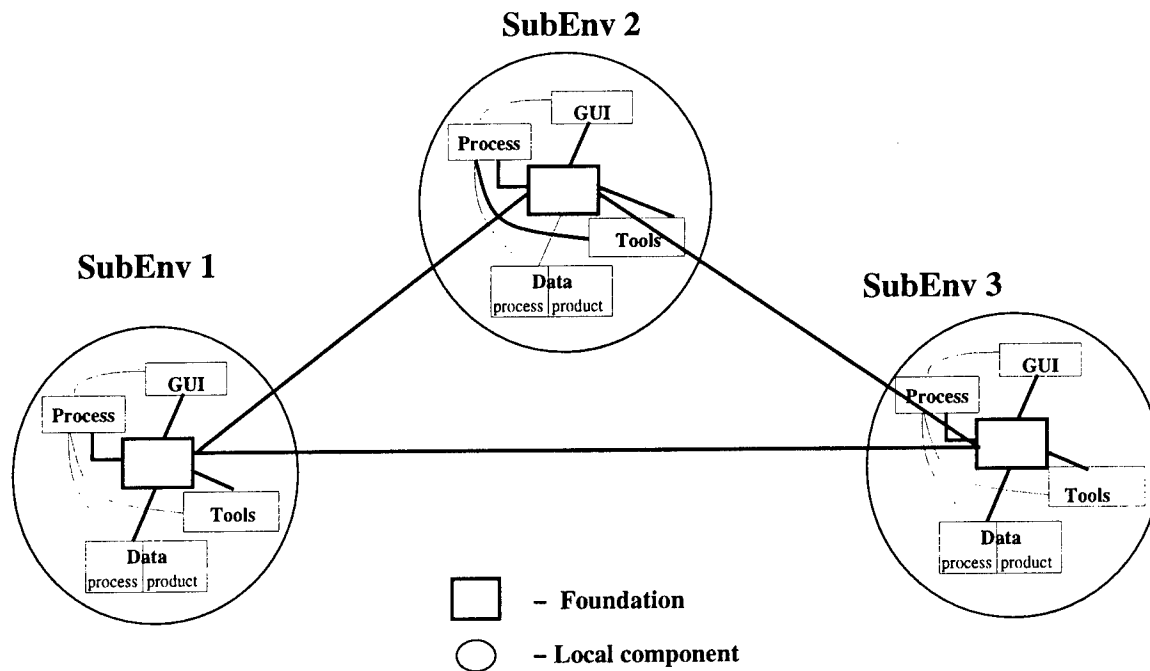 SubEnv 2
GUI
Process
Tools
Data
process product
SubEnv 1
GUI
Process
Tools
Data
process product
SubEnv 3
GUI
Process
Tools
Data
process product
– Foundation
– Local component